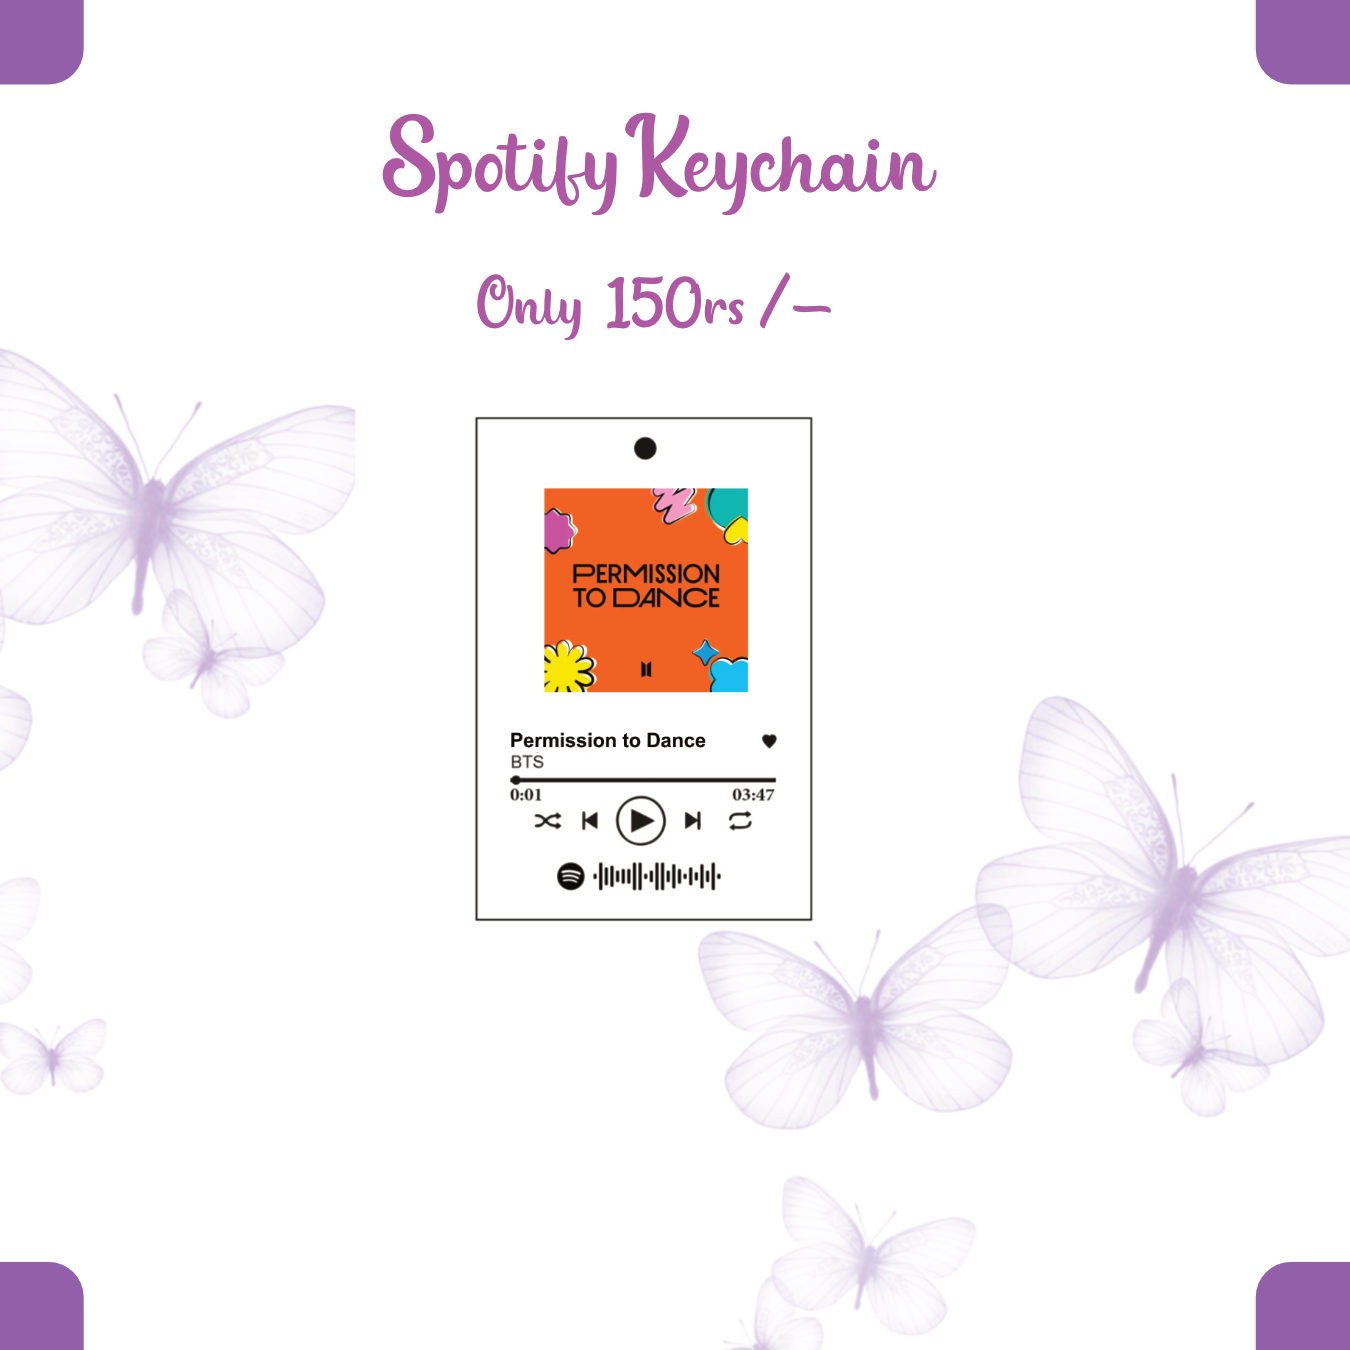 Spotify Keychain
Only 150rs /-
PERMISSION
TO DANCE
Permission to Dance
BTS
0:01 03:47